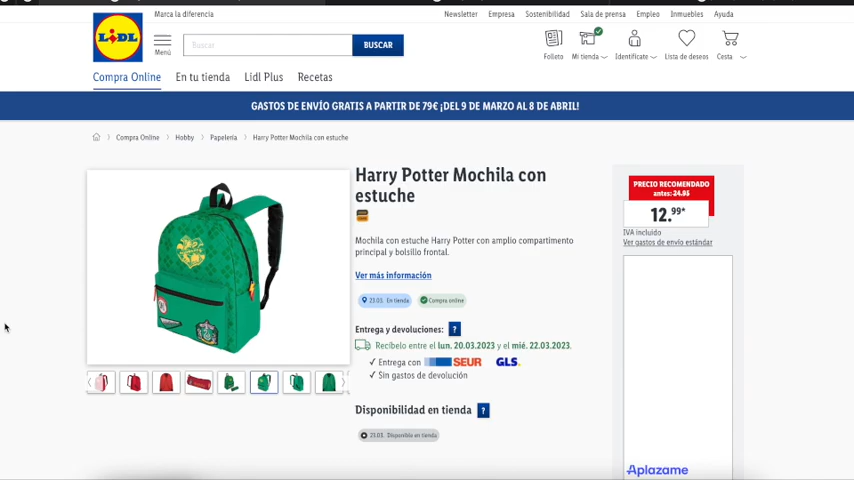 Marca la diferencia
Newsletter Empresa Sostenibilidad Sala de prensa Empleo Inmuebles Ayuda
LIDL
Menú
Buscar
BUSCAR
Folleto Mi tienda Identifícate Lista de deseos Cesta
Compra Online En tu tienda Lidl Plus Recetas
GASTOS DE ENVÍO GRATIS A PARTIR DE 79€ ¡DEL 9 DE MARZO AL 8 DE ABRIL!
Compra Online Hobby Papelería Harry Potter Mochila con estuche
Harry Potter Mochila con
estuche
Mochila con estuche Harry Potter con amplio compartimento
principal y bolsillo frontal.
Ver más información
23.03. En tienda Compra online
Entrega y devoluciones: ?
Recíbelo entre el lun. 20.03.2023 y el mié. 22.03.2023.
✓ Entrega con SEUR GLS.
✓ Sin gastos de devolución
Disponibilidad en tienda ?
23.03. Disponible en tienda
PRECIO RECOMENDADO
antes: 24.95
12.99*
IVA incluido
Ver gastos de envío estándar
Aplazame